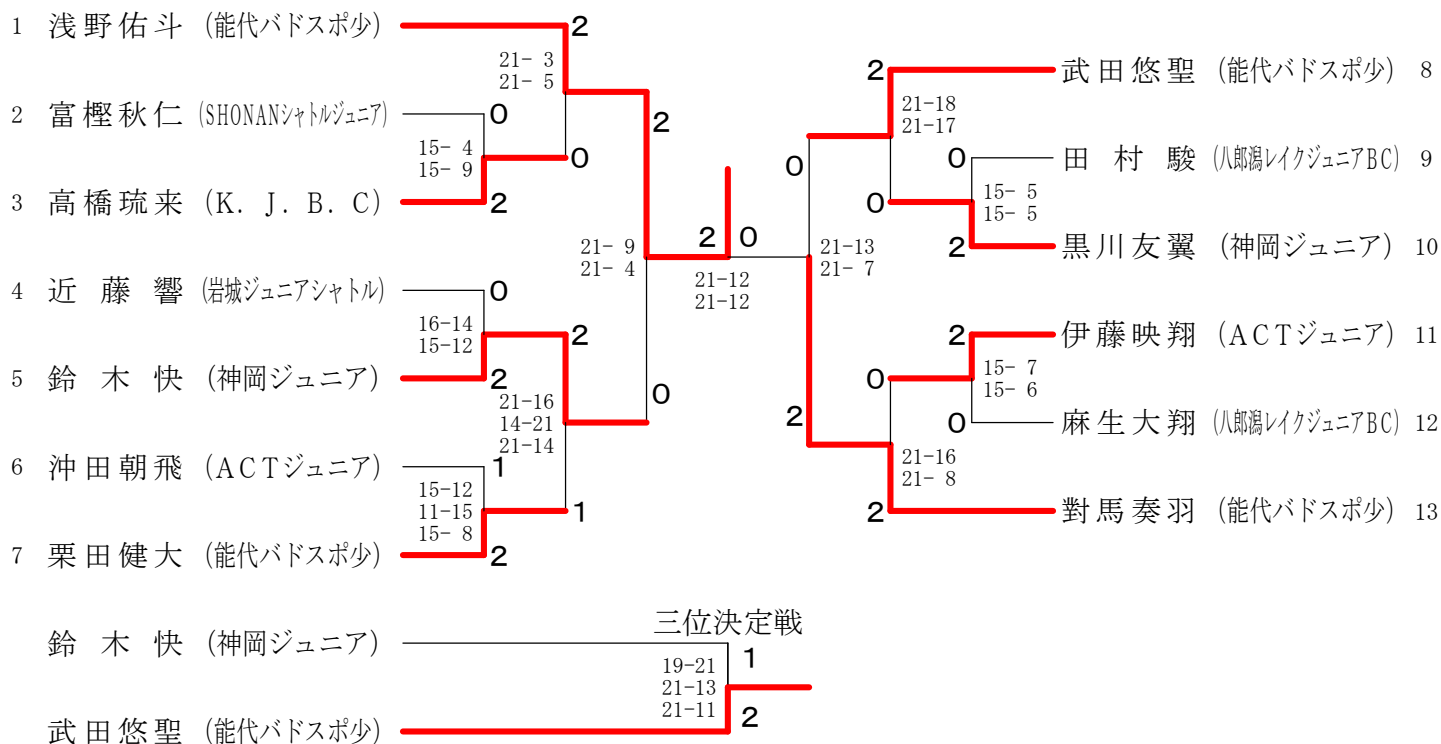 1 浅野佑斗 (能代バドスポ少) 2
21- 3
21- 5
2 富樫秋仁 (SHONANシャトルジュニア) 0
15- 4
15- 9
0
3 高橋琉来 (K. J. B. C) 2
2
21- 9
21- 4
4 近藤響 (岩城ジュニアシャトル) 0
16-14
15-12
2
5 鈴木快 (神岡ジュニア) 2
21-16
14-21
21-14
0
6 沖田朝飛 (ACTジュニア) 1
15-12
11-15
15- 8
1
7 栗田健大 (能代バドスポ少) 2
2 0
21-12
21-12
2 武田悠聖 (能代バドスポ少) 8
21-18
21-17
0
0 田村駿 (八郎潟レイクジュニアBC) 9
15- 5
15- 5
0
2 黒川友翼 (神岡ジュニア) 10
21-13
21- 7
2 伊藤映翔 (ACTジュニア) 11
15- 7
15- 6
0
0 麻生大翔 (八郎潟レイクジュニアBC) 12
2
21-16
21- 8
2 對馬奏羽 (能代バドスポ少) 13
三位決定戦
鈴木快 (神岡ジュニア) 1
19-21
21-13
21-11
武田悠聖 (能代バドスポ少) 2